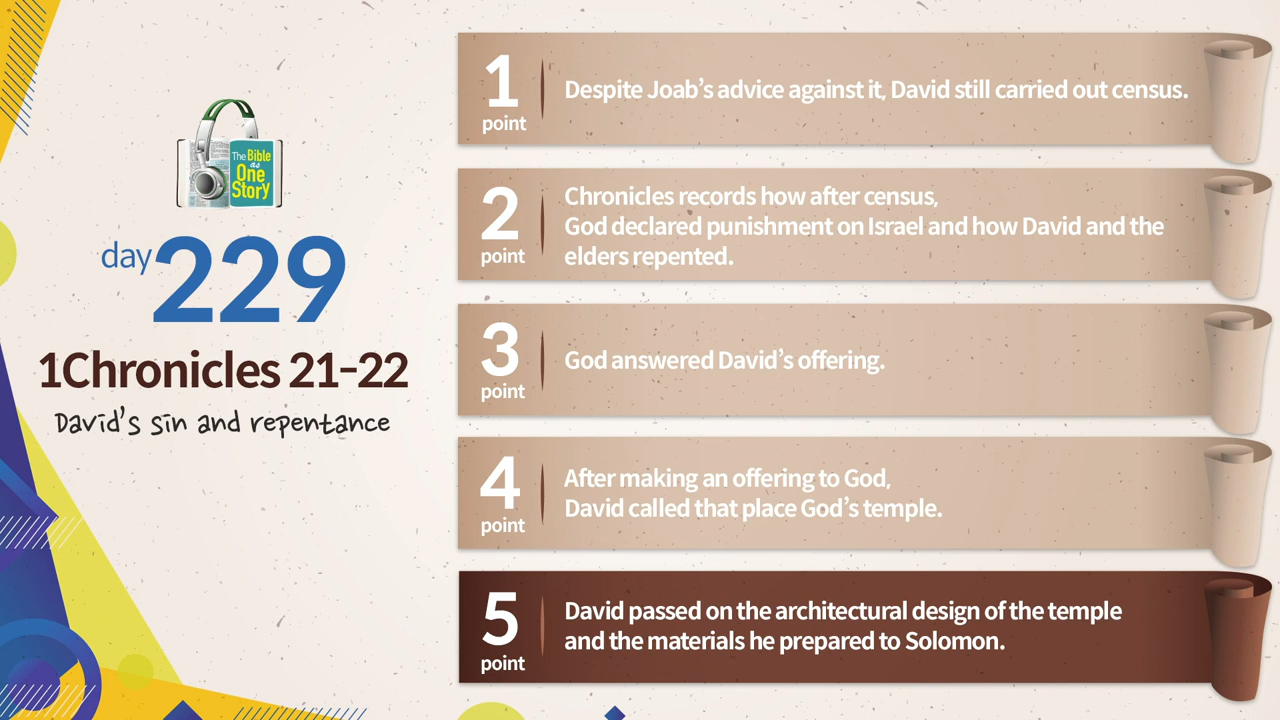 The Bible
as
One
Story
day229
1Chronicles 21-22
David's sin and repentance
1
point
Despite Joab's advice against it, David still carried out census.
2
point
Chronicles records how after census,
God declared punishment on Israel and how David and the
elders repented.
3
point
God answered David's offering.
4
point
After making an offering to God,
David called that place God's temple.
5
point
David passed on the architectural design of the temple
and the materials he prepared to Solomon.